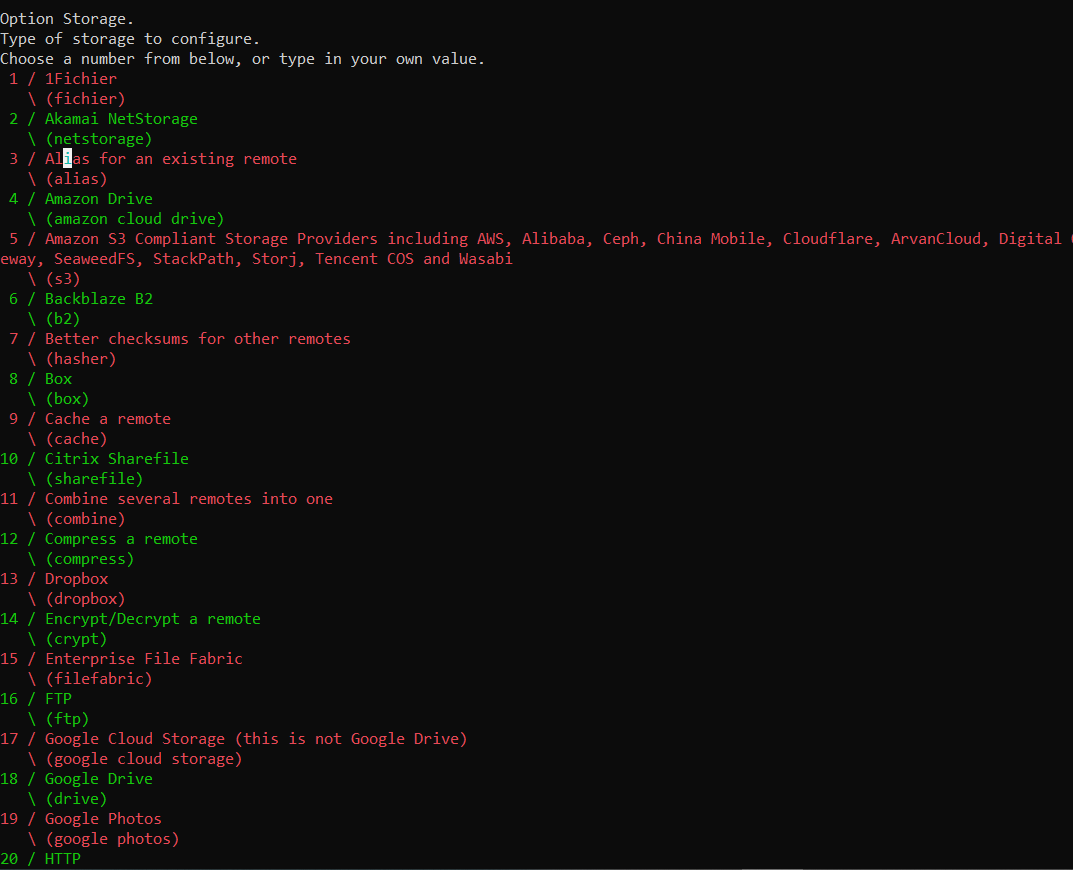 Option Storage.
Type of storage to configure.
Choose a number from below, or type in your own value.
 1 / 1Fichier
   \ (fichier)
 2 / Akamai NetStorage
   \ (netstorage)
 3 / Alias for an existing remote
   \ (alias)
 4 / Amazon Drive
   \ (amazon cloud drive)
 5 / Amazon S3 Compliant Storage Providers including AWS, Alibaba, Ceph, China Mobile, Cloudflare, ArvanCloud, Digital
eway, SeaweedFS, StackPath, Storj, Tencent COS and Wasabi
   \ (s3)
 6 / Backblaze B2
   \ (b2)
 7 / Better checksums for other remotes
   \ (hasher)
 8 / Box
   \ (box)
 9 / Cache a remote
   \ (cache)
10 / Citrix Sharefile
   \ (sharefile)
11 / Combine several remotes into one
   \ (combine)
12 / Compress a remote
   \ (compress)
13 / Dropbox
   \ (dropbox)
14 / Encrypt/Decrypt a remote
   \ (crypt)
15 / Enterprise File Fabric
   \ (filefabric)
16 / FTP
   \ (ftp)
17 / Google Cloud Storage (this is not Google Drive)
   \ (google cloud storage)
18 / Google Drive
   \ (drive)
19 / Google Photos
   \ (google photos)
20 / HTTP